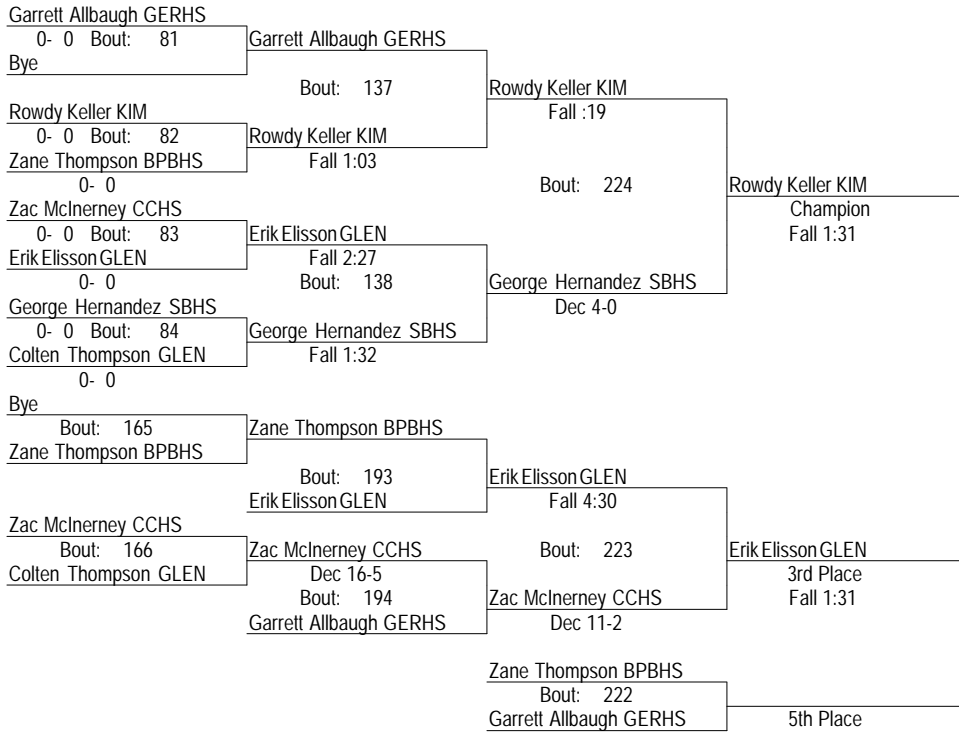 Garrett Allbaugh GERHS
0- 0 Bout: 81 Garrett Allbaugh GERHS
Bye
Bout: 137 Rowdy Keller KIM
Rowdy Keller KIM Fall :19
0- 0 Bout: 82 Rowdy Keller KIM
Zane Thompson BPBHS Fall 1:03
0- 0 Bout: 224 Rowdy Keller KIM
Zac McInerney CCHS Champion
0- 0 Bout: 83 Erik Elisson GLEN Fall 1:31
Erik Elisson GLEN Fall 2:27
0- 0 Bout: 138 George Hernandez SBHS
George Hernandez SBHS Dec 4-0
0- 0 Bout: 84 George Hernandez SBHS
Colten Thompson GLEN Fall 1:32
0- 0
Bye
Bout: 165 Zane Thompson BPBHS
Zane Thompson BPBHS
Bout: 193 Erik Elisson GLEN
Erik Elisson GLEN Fall 4:30
Zac McInerney CCHS
Bout: 166 Zac McInerney CCHS Bout: 223 Erik Elisson GLEN
Colten Thompson GLEN Dec 16-5 3rd Place
Bout: 194 Zac McInerney CCHS Fall 1:31
Garrett Allbaugh GERHS Dec 11-2
Zane Thompson BPBHS
Bout: 222
Garrett Allbaugh GERHS 5th Place